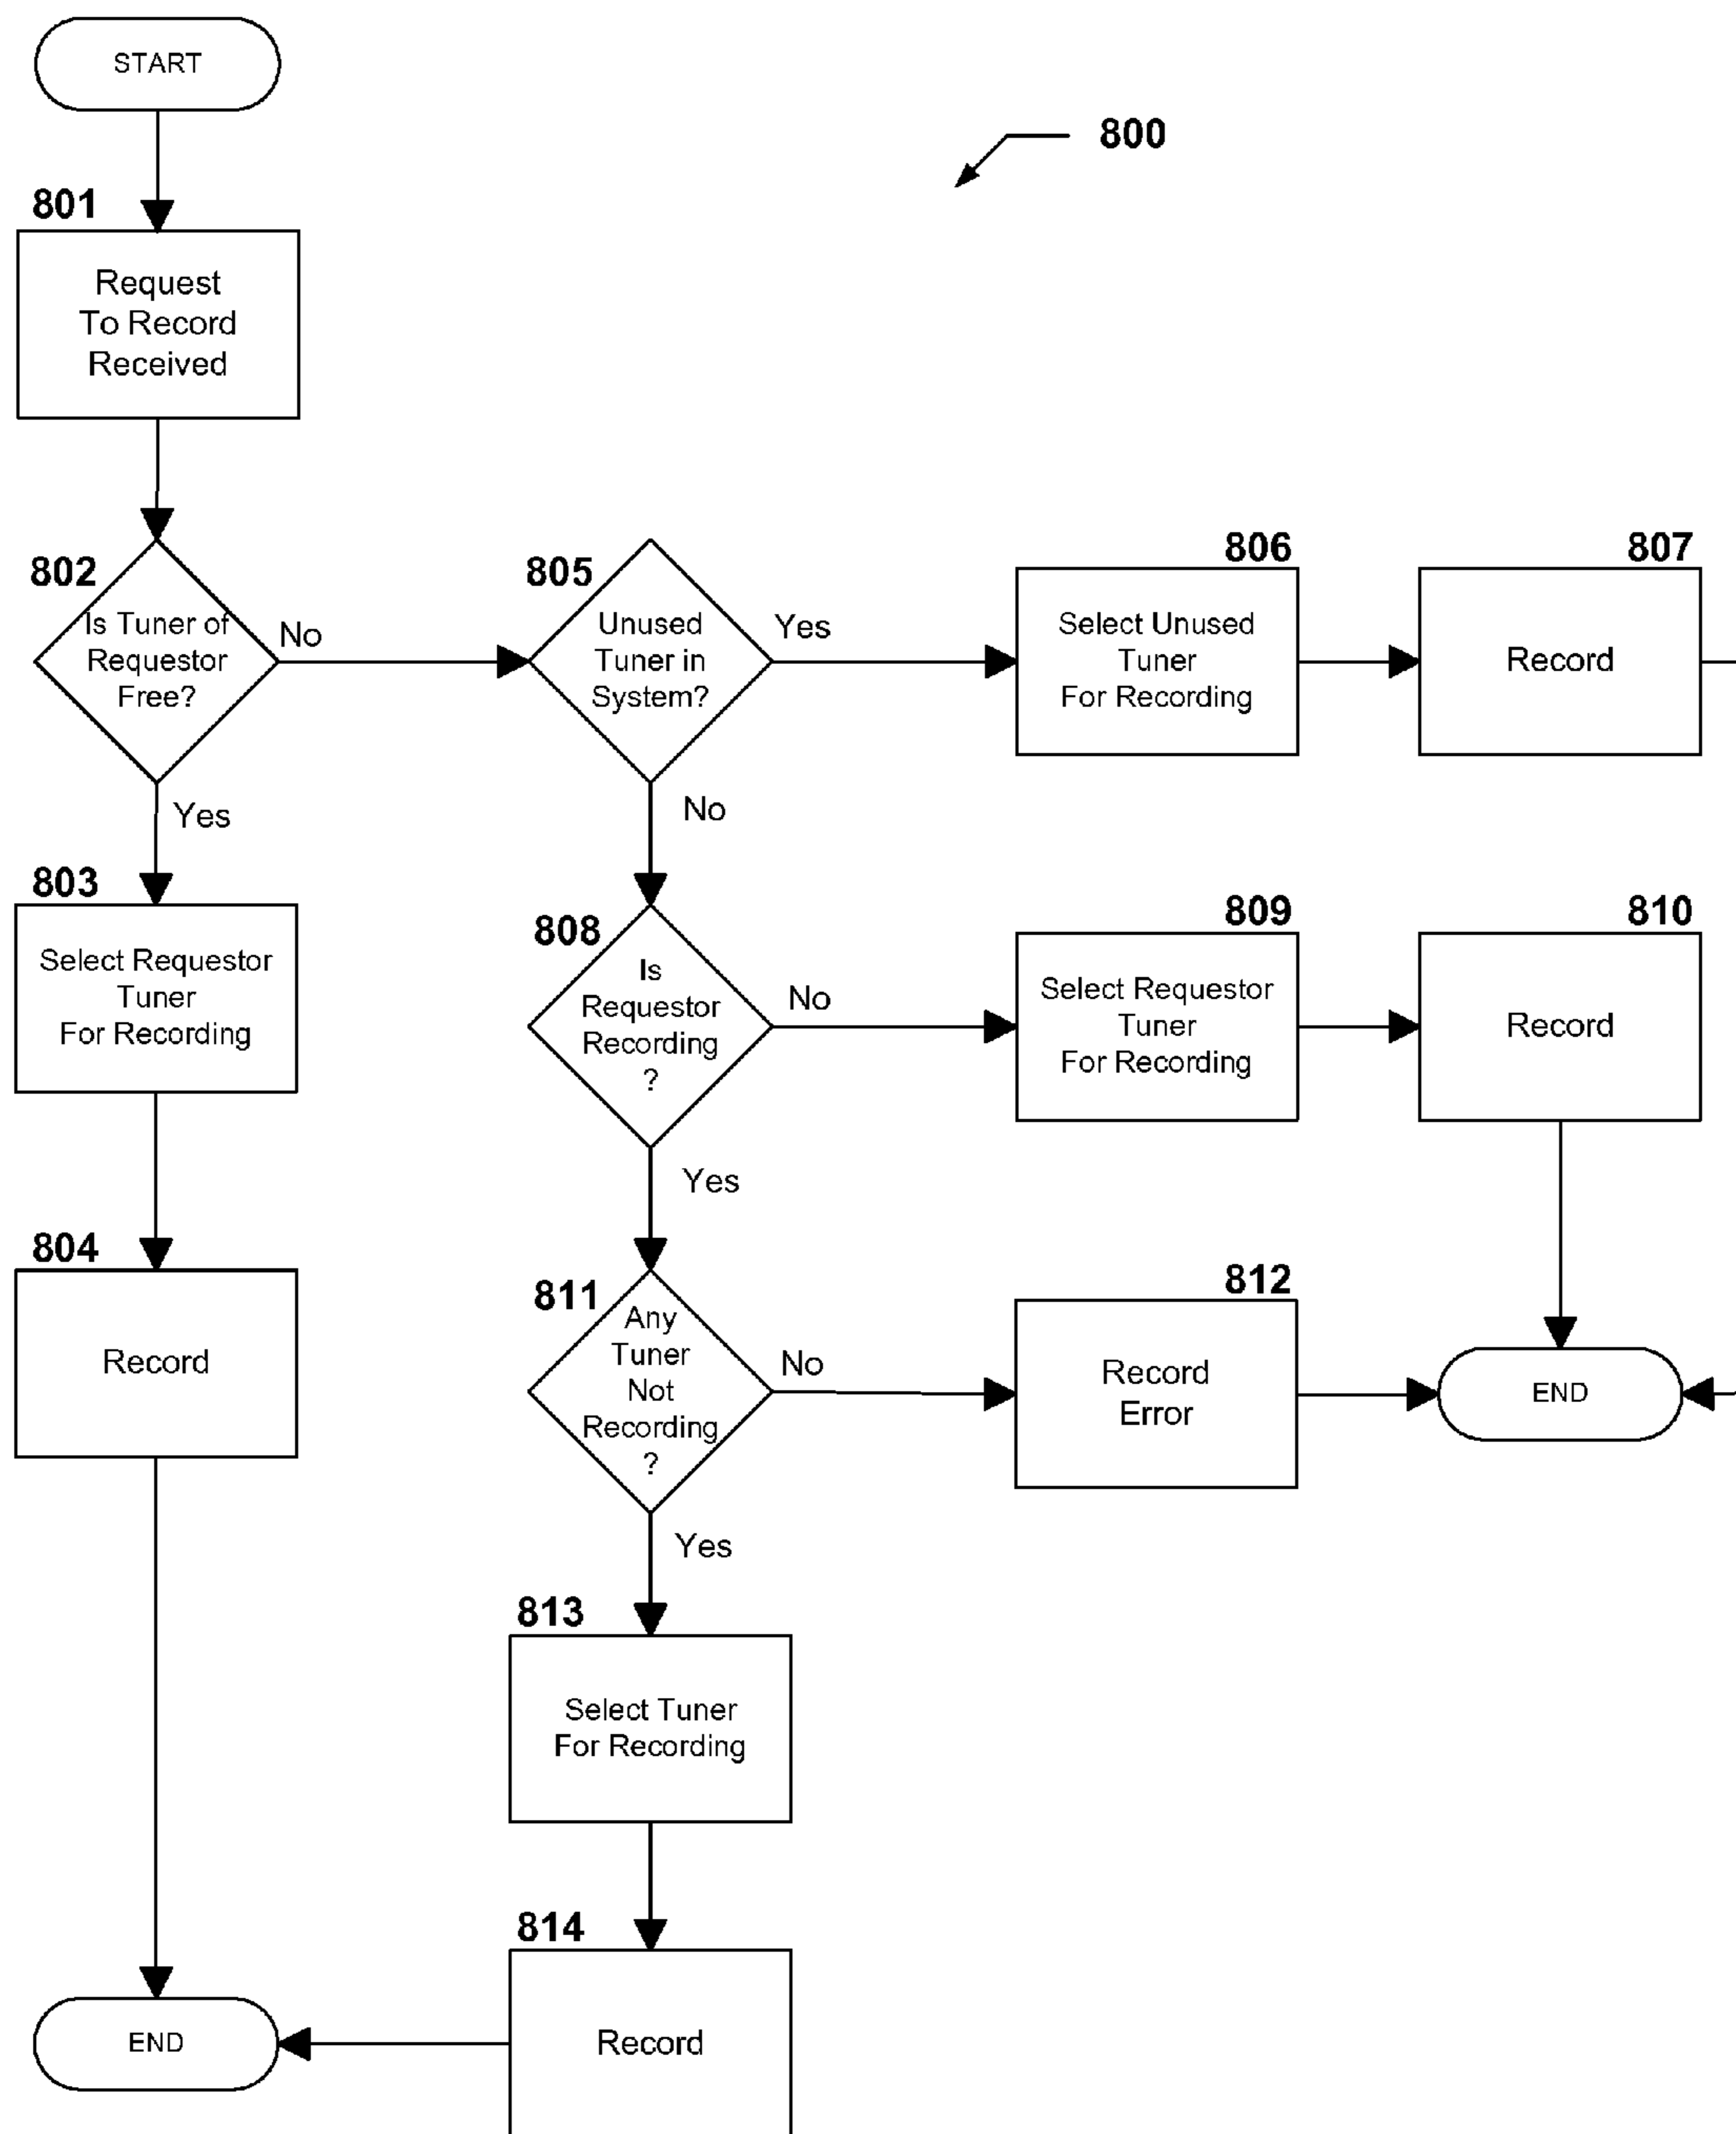 START
800
801
Request
To Record
Received
802
Is Tuner of
Requestor
Free?
No
Yes
805
Unused
Tuner in
System?
Yes
No
806
Select Unused
Tuner
For Recording
807
Record
803
Select Requestor
Tuner
For Recording
808
Is
Requestor
Recording
?
No
Yes
809
Select Requestor
Tuner
For Recording
810
Record
804
Record
811
Any
Tuner
Not
Recording
?
No
Yes
812
Record
Error
END
813
Select Tuner
For Recording
814
Record
END